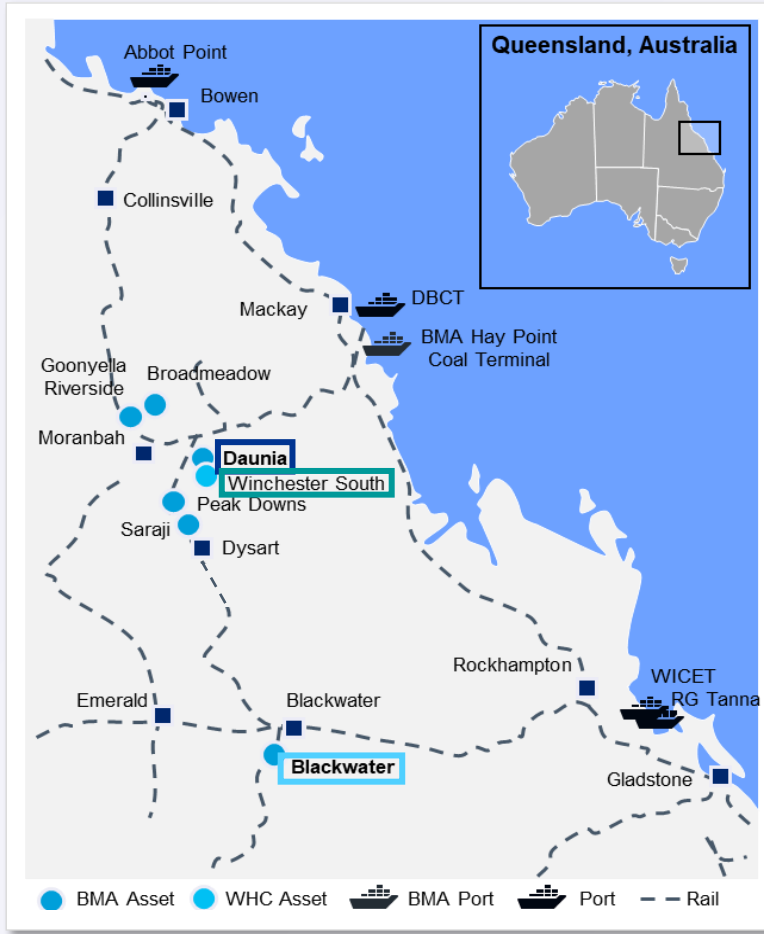 Queensland, Australia
Abbot Point
Bowen
Collinsville
Mackay
DBCT
BMA Hay Point
Coal Terminal
Goonyella
Riverside
Broadmeadow
Moranbah
Daunia
Winchester South
Peak Downs
Saraji
Dysart
Rockhampton
WICET
RG Tanna
Emerald
Blackwater
Blackwater
Gladstone
BMA Asset
WHC Asset
BMA Port
Port
Rail